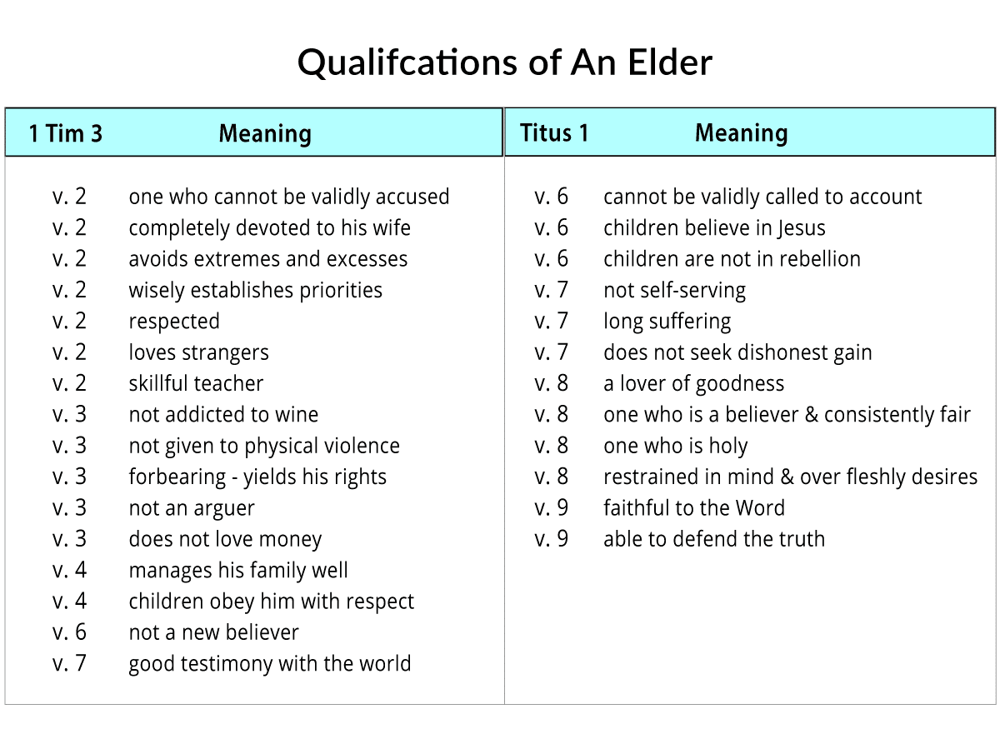 Qualifcations of An Elder
1 Tim 3 Meaning
v. 2 one who cannot be validly accused
v. 2 completely devoted to his wife
v. 2 avoids extremes and excesses
v. 2 wisely establishes priorities
v. 2 respected
v. 2 loves strangers
v. 2 skillful teacher
v. 3 not addicted to wine
v. 3 not given to physical violence
v. 3 forbearing - yields his rights
v. 3 not an arguer
v. 3 does not love money
v. 4 manages his family well
v. 4 children obey him with respect
v. 6 not a new believer
v. 7 good testimony with the world
Titus 1 Meaning
v. 6 cannot be validly called to account
v. 6 children believe in Jesus
v. 6 children are not in rebellion
v. 7 not self-serving
v. 7 long suffering
v. 7 does not seek dishonest gain
v. 8 a lover of goodness
v. 8 one who is a believer & consistently fair
v. 8 one who is holy
v. 8 restrained in mind & over fleshly desires
v. 9 faithful to the Word
v. 9 able to defend the truth